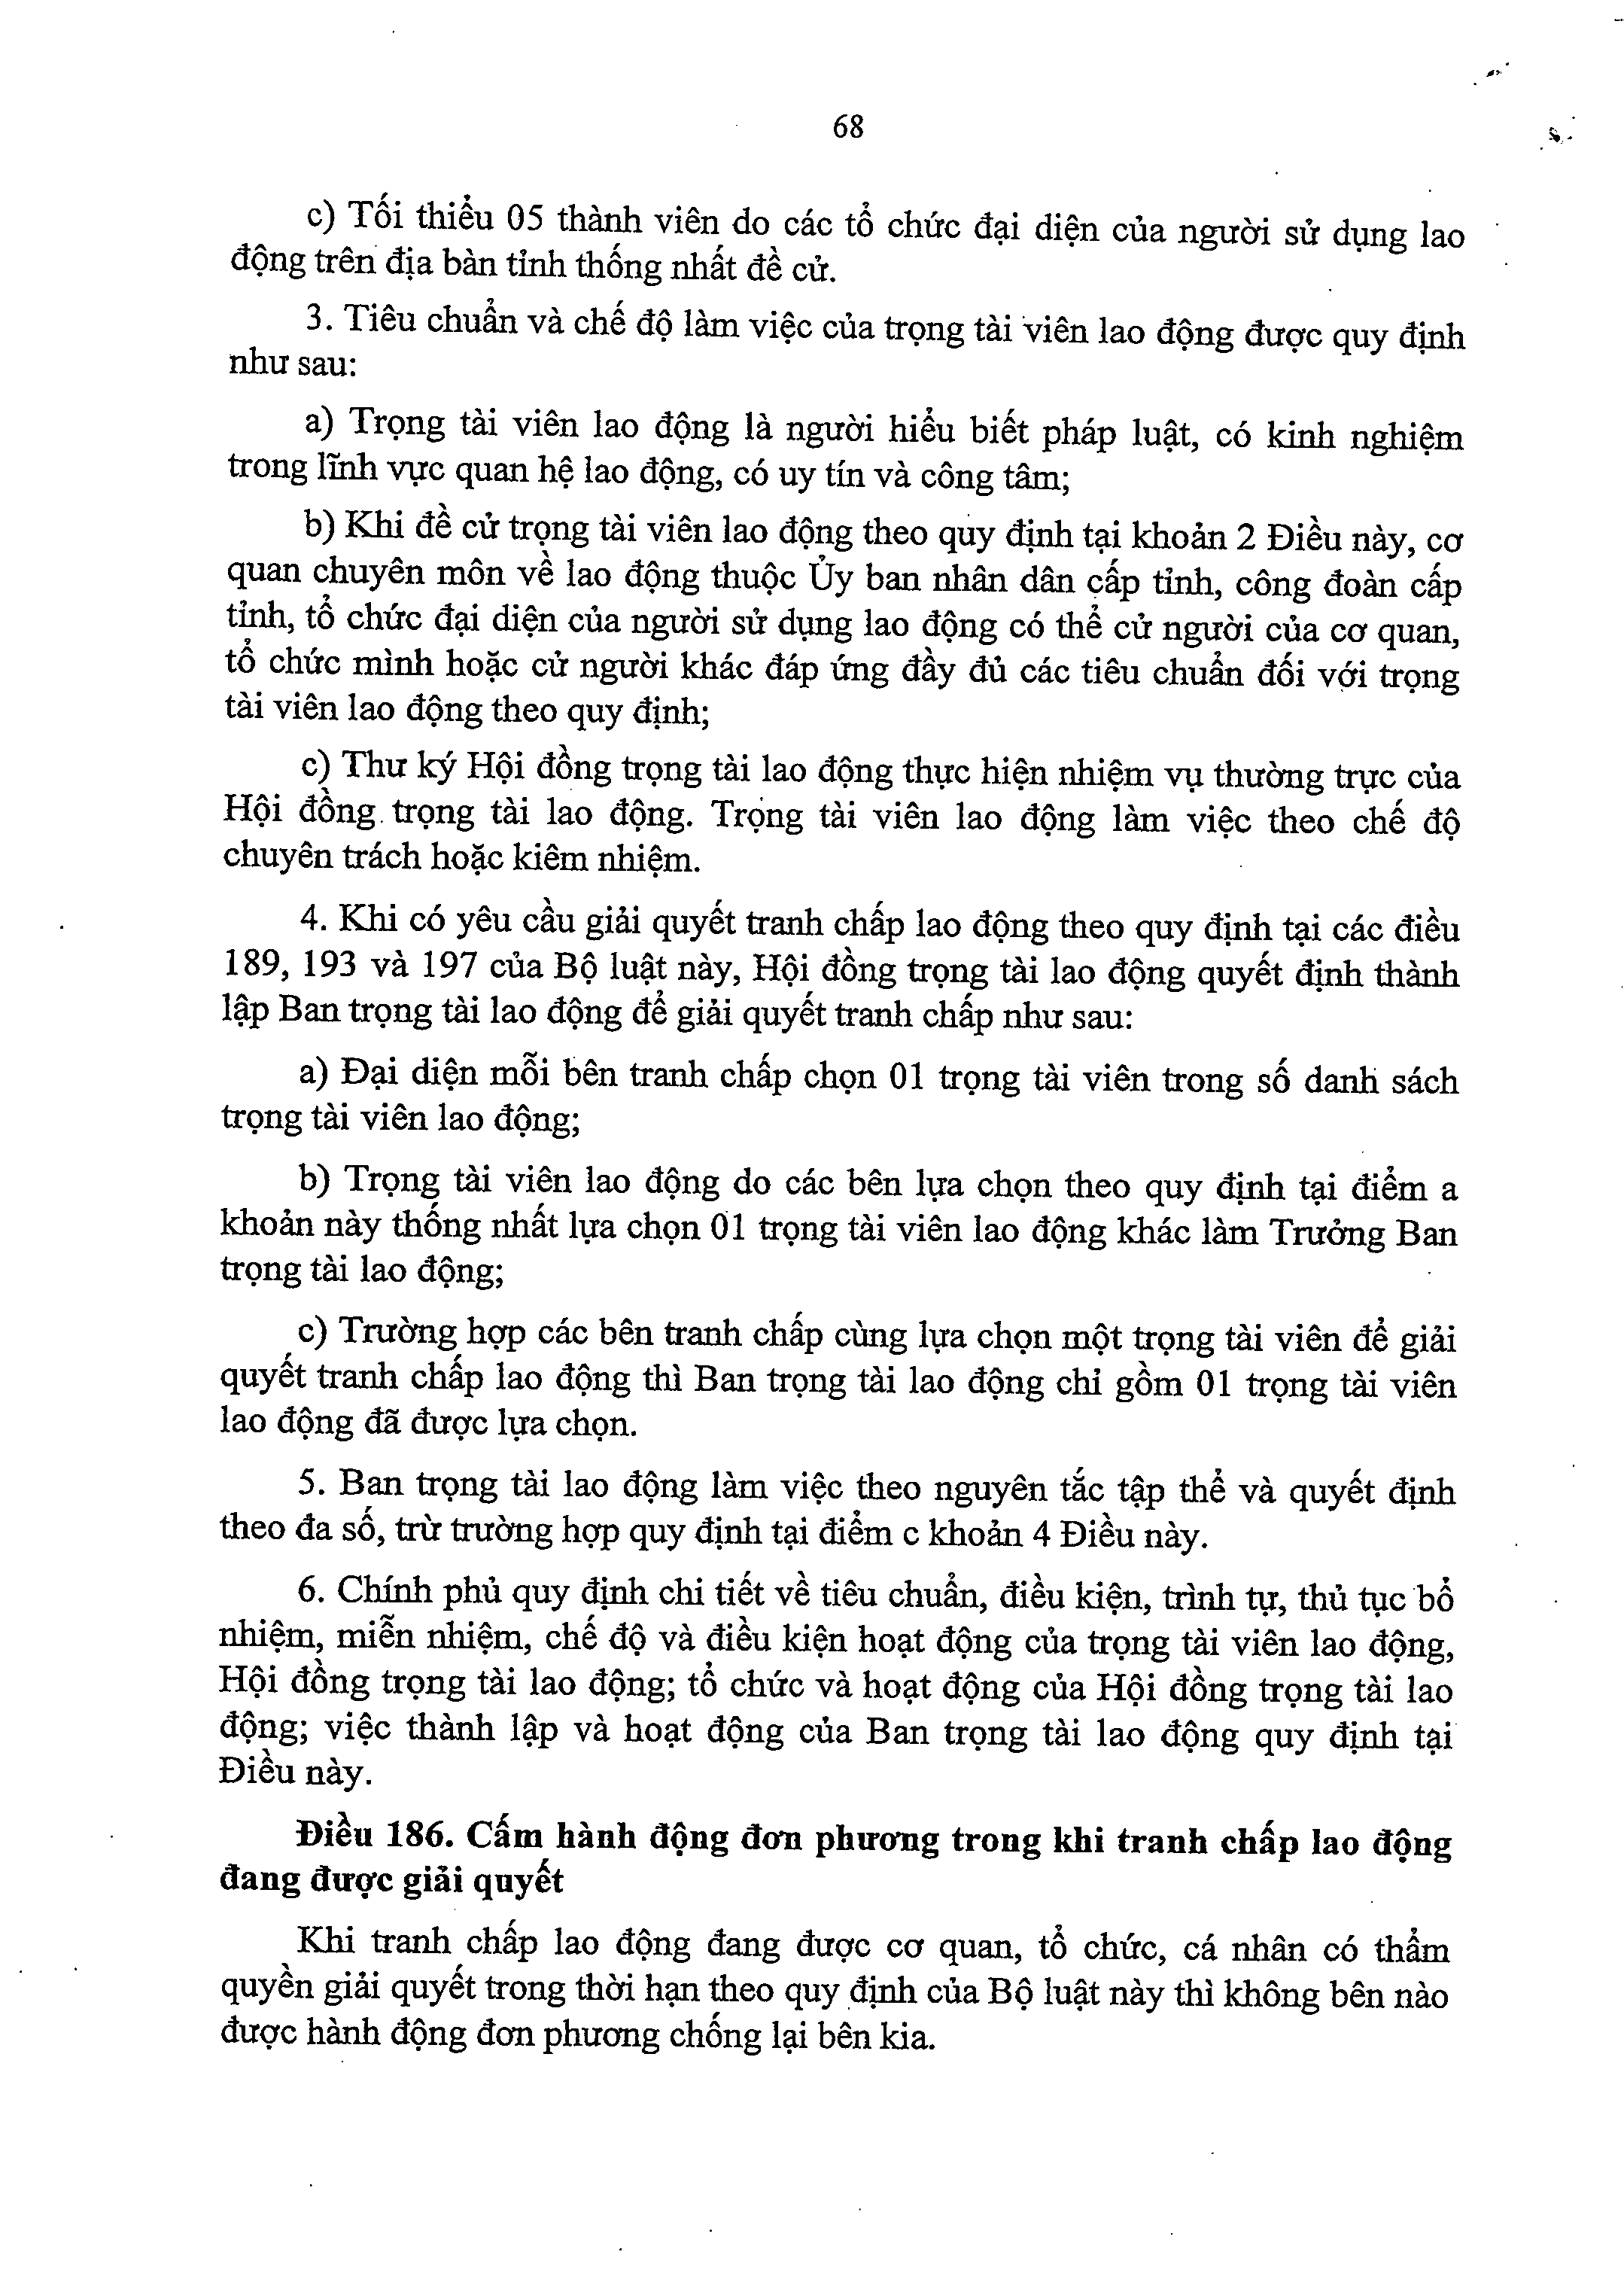 68
c) Tối thiểu 05 thành viên do các tổ chức đại diện của người sử dụng lao
động trên địa bàn tỉnh thống nhất đề cử.
3. Tiêu chuẩn và chế độ làm việc của trọng tài viên lao động được quy định
như sau:
a) Trọng tài viên lao động là người hiểu biết pháp luật, có kinh nghiệm
trong lĩnh vực quan hệ lao động, có uy tín và công tâm;
b) Khi đề cử trọng tài viên lao động theo quy định tại khoản 2 Điều này, cơ
quan chuyên môn về lao động thuộc Ủy ban nhân dân cấp tỉnh, công đoàn cấp
tỉnh, tổ chức đại diện của người sử dụng lao động có thể cử người của cơ quan,
tổ chức mình hoặc cử người khác đáp ứng đầy đủ các tiêu chuẩn đối với trọng
tài viên lao động theo quy định;
c) Thư ký Hội đồng trọng tài lao động thực hiện nhiệm vụ thường trực của
Hội đồng trọng tài lao động. Trọng tài viên lao động làm việc theo chế độ
chuyên trách hoặc kiêm nhiệm.
4. Khi có yêu cầu giải quyết tranh chấp lao động theo quy định tại các điều
189, 193 và 197 của Bộ luật này, Hội đồng trọng tài lao động quyết định thành
lập Ban trọng tài lao động để giải quyết tranh chấp như sau:
a) Đại diện mỗi bên tranh chấp chọn 01 trọng tài viên trong số danh sách
trọng tài viên lao động;
b) Trọng tài viên lao động do các bên lựa chọn theo quy định tại điểm a
khoản này thống nhất lựa chọn 01 trọng tài viên lao động khác làm Trưởng Ban
trọng tài lao động;
c) Trường hợp các bên tranh chấp cùng lựa chọn một trọng tài viên để giải
quyết tranh chấp lao động thì Ban trọng tài lao động chỉ gồm 01 trọng tài viên
lao động đã được lựa chọn.
5. Ban trọng tài lao động làm việc theo nguyên tắc tập thể và quyết định
theo đa số, trừ trường hợp quy định tại điểm c khoản 4 Điều này.
6. Chính phủ quy định chi tiết về tiêu chuẩn, điều kiện, trình tự, thủ tục bổ
nhiệm, miễn nhiệm, chế độ và điều kiện hoạt động của trọng tài viên lao động,
Hội đồng trọng tài lao động; tổ chức và hoạt động của Hội đồng trọng tài lao
động; việc thành lập và hoạt động của Ban trọng tài lao động quy định tại
Điều này.
Điều 186. Cấm hành động đơn phương trong khi tranh chấp lao động
đang được giải quyết
Khi tranh chấp lao động đang được cơ quan, tổ chức, cá nhân có thẩm
quyền giải quyết trong thời hạn theo quy định của Bộ luật này thì không bên nào
được hành động đơn phương chống lại bên kia.